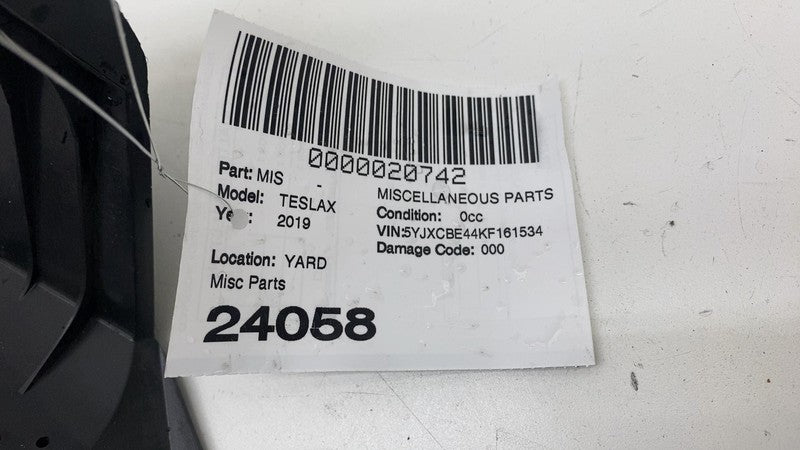 0000020742
Part: MIS - MISCELLANEOUS PARTS
Model: TESLAX Condition: 0cc
Ye : 2019 VIN:5YJXCBE44KF161534
Damage Code: 000
Location: YARD
Misc Parts
24058